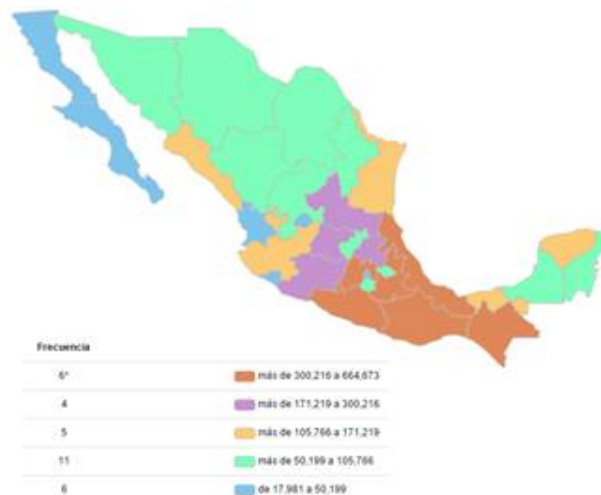 Frecuencia
6* más de 300,216 a 664,673
4 más de 171,219 a 300,216
5 más de 105,766 a 171,219
11 más de 50,199 a 105,766
6 de 17,981 a 50,199